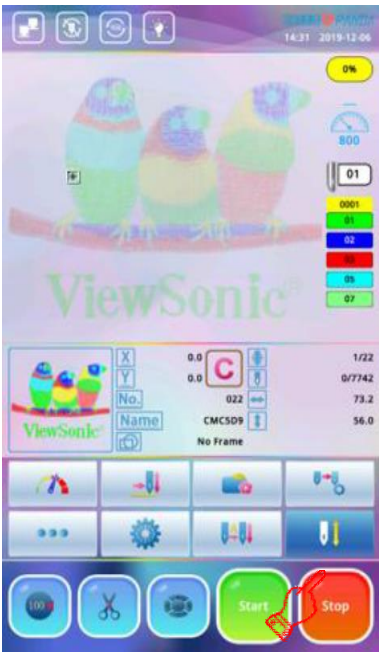 14:31 2019-12-06
0%
800
01
0001
01
02
03
05
07
ViewSonic®
X 0.0 C 1/22
Y 0.0 0/7742
No. 022 73.2
Name CMC5D9 56.0
No Frame
ViewSonic
100
Start Stop